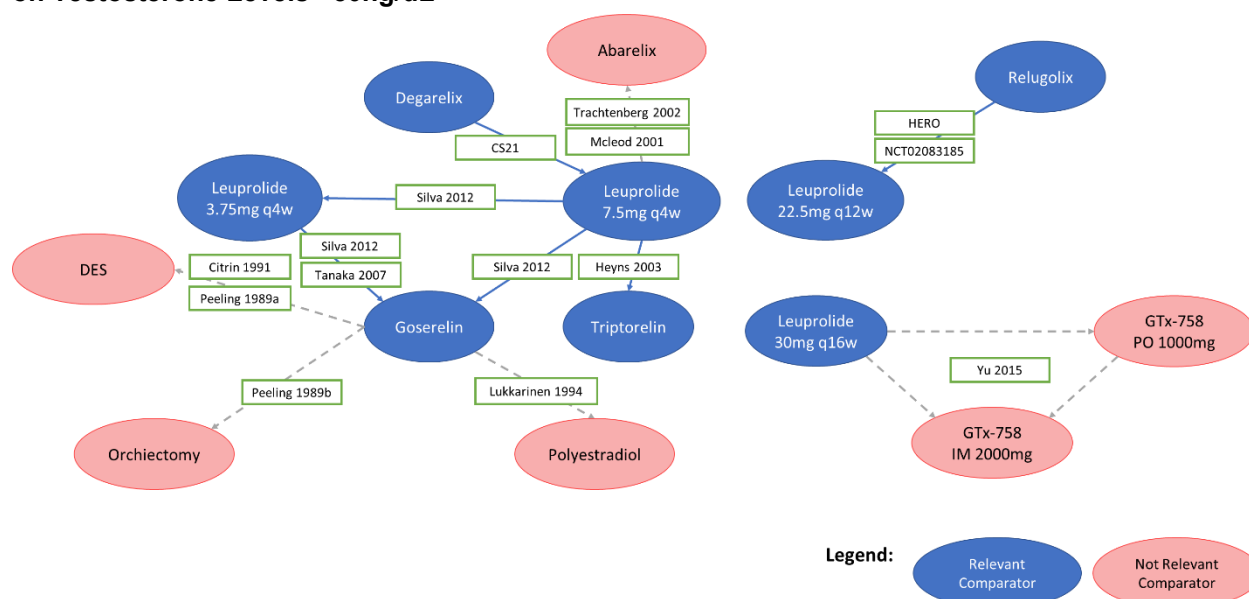 on Testosterone Levels 50ng/dL
Abarelix
Degarelix
Relugolix
Trachtenberg 2002
HERO
CS21
Mcleod 2001
NCT02083185
Leuprolide
3.75mg q4w
Silva 2012
Leuprolide
7.5mg q4w
Leuprolide
22.5mg q12w
Silva 2012
DES
Citrin 1991
Tanaka 2007
Silva 2012
Heyns 2003
Peeling 1989a
Goserelin
Triptorelin
Leuprolide
30mg q16w
GTx-758
PO 1000mg
Yu 2015
Peeling 1989b
Lukkarinen 1994
GTx-758
IM 2000mg
Orchiectomy
Polyestradiol
Legend:
Relevant
Comparator
Not Relevant
Comparator